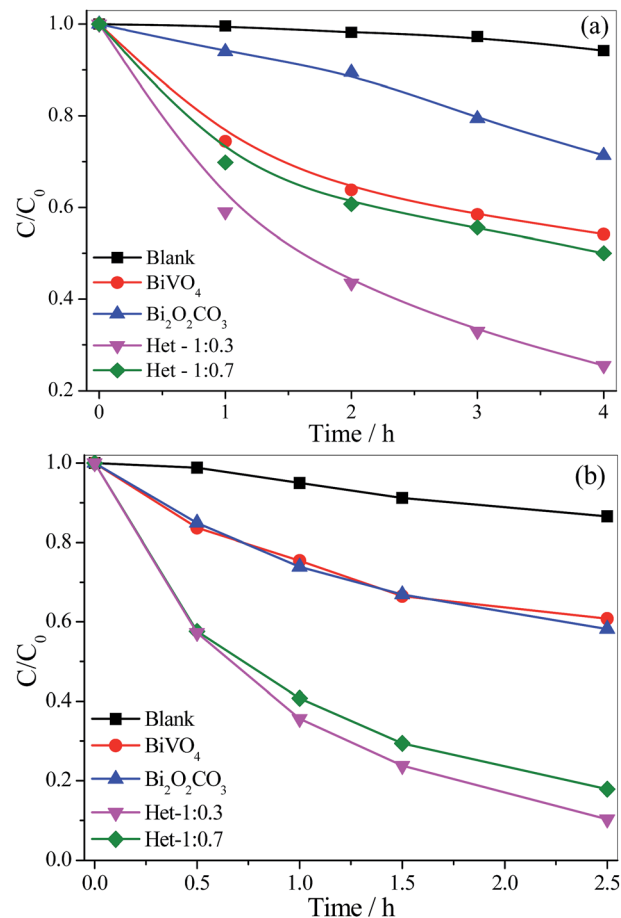 (a)
1.0
0.8
0.6
0.4
0.2
C/C₀
Blank
BiVO₄
Bi₂O₂CO₃
Het - 1:0.3
Het - 1:0.7
0 1 2 3 4
Time / h
(b)
1.0
0.8
0.6
0.4
0.2
0.0
C/C₀
Blank
BiVO₄
Bi₂O₂CO₃
Het-1:0.3
Het-1:0.7
0.0 0.5 1.0 1.5 2.0 2.5
Time / h